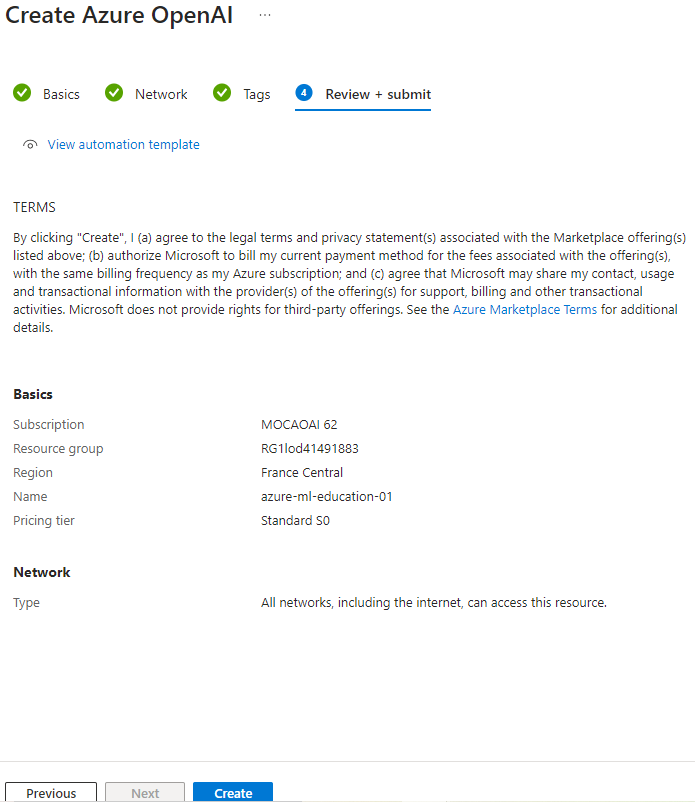 Create Azure OpenAI ...
Basics Network Tags 4 Review + submit
View automation template
TERMS
By clicking "Create", I (a) agree to the legal terms and privacy statement(s) associated with the Marketplace offering(s)
listed above; (b) authorize Microsoft to bill my current payment method for the fees associated with the offering(s),
with the same billing frequency as my Azure subscription; and (c) agree that Microsoft may share my contact, usage
and transactional information with the provider(s) of the offering(s) for support, billing and other transactional
activities. Microsoft does not provide rights for third-party offerings. See the Azure Marketplace Terms for additional
details.
Basics
Subscription MOCAOAI 62
Resource group RG1lod41491883
Region France Central
Name azure-ml-education-01
Pricing tier Standard S0
Network
Type All networks, including the internet, can access this resource.
Previous Next Create